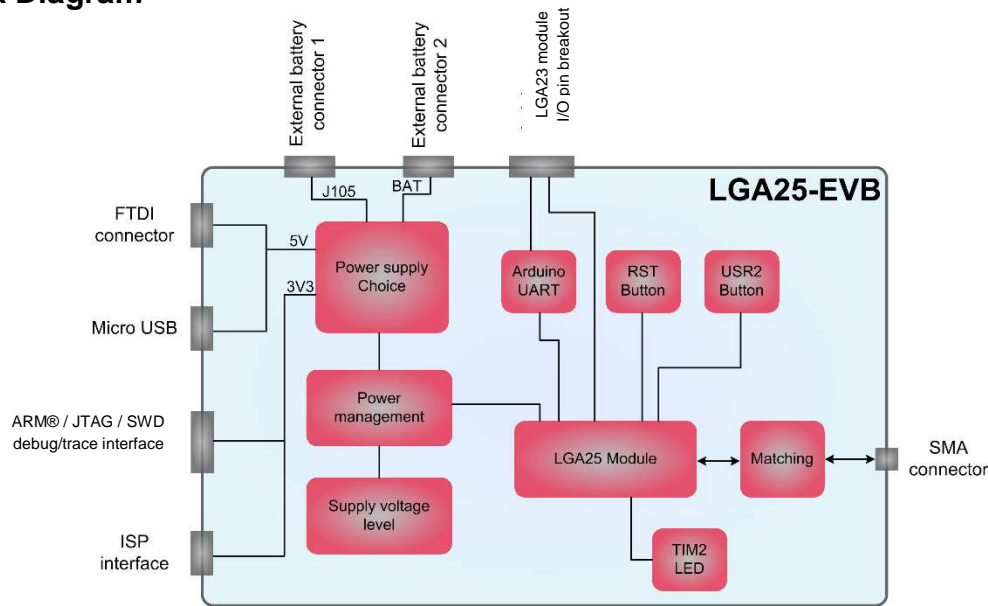 Diagram
External battery
connector 1
External battery
connector 2
LGA23 module
I/O pin breakout
LGA25-EVB
J105
BAT
FTDI
connector
5V
3V3
Power supply
Choice
Arduino
UART
RST
Button
USR2
Button
Micro USB
Power
management
ARM® / JTAG / SWD
debug/trace interface
LGA25 Module
Matching
SMA
connector
Supply voltage
level
ISP
interface
TIM2
LED